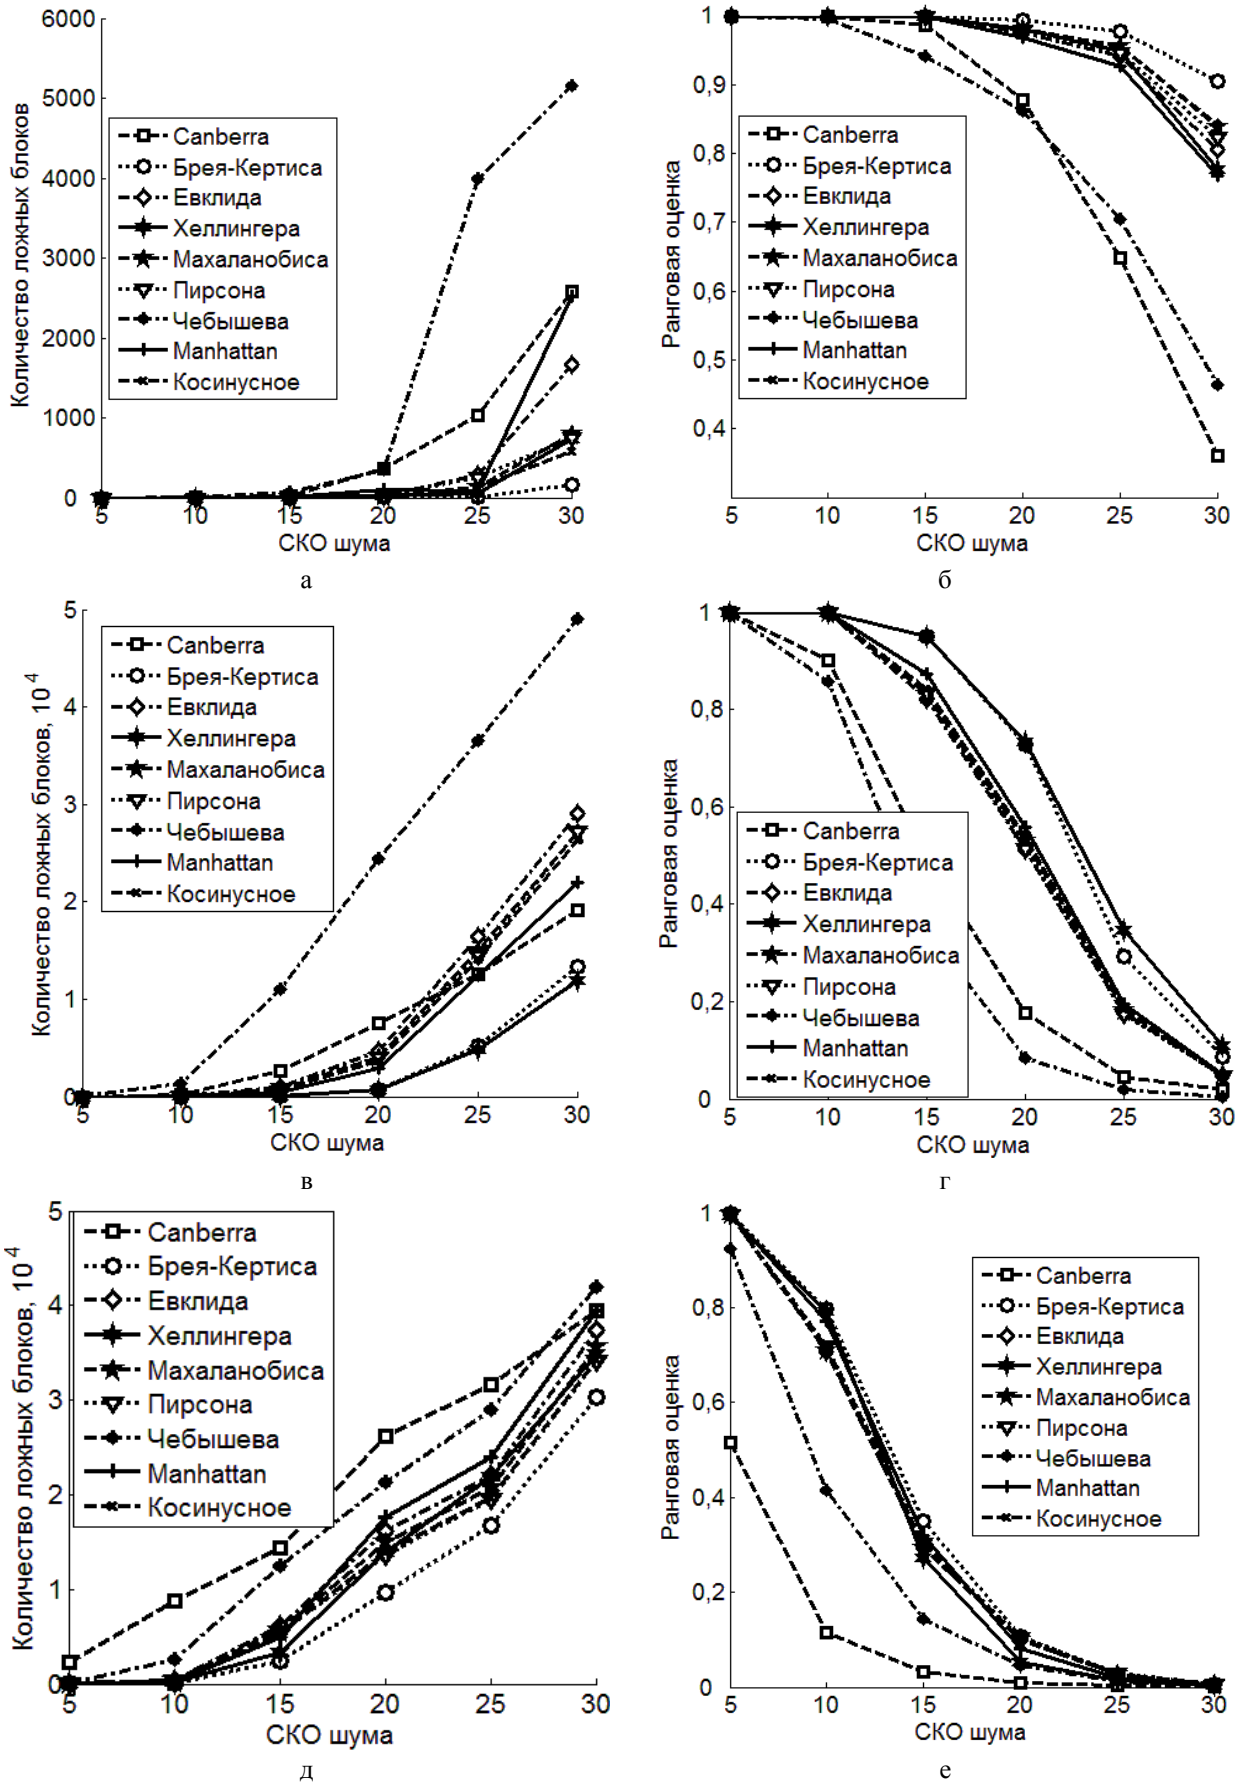 6000
5000
4000
3000
2000
1000
0
5
10
15
20
25
30
Количество ложных блоков
СКО шума
Canberra
Брея-Кертиса
Евклида
Хеллингера
Махаланобиса
Пирсона
Чебышева
Manhattan
Косинусное
а
1
0,9
0,8
0,7
0,6
0,5
0,4
5
10
15
20
25
30
Ранговая оценка
СКО шума
Canberra
Брея-Кертиса
Евклида
Хеллингера
Махаланобиса
Пирсона
Чебышева
Manhattan
Косинусное
б
5
4
3
2
1
0
5
10
15
20
25
30
Количество ложных блоков, 10^4
СКО шума
Canberra
Брея-Кертиса
Евклида
Хеллингера
Махаланобиса
Пирсона
Чебышева
Manhattan
Косинусное
в
1
0,8
0,6
0,4
0,2
0
5
10
15
20
25
30
Ранговая оценка
СКО шума
Canberra
Брея-Кертиса
Евклида
Хеллингера
Махаланобиса
Пирсона
Чебышева
Manhattan
Косинусное
г
5
4
3
2
1
0
5
10
15
20
25
30
Количество ложных блоков, 10^4
СКО шума
Canberra
Брея-Кертиса
Евклида
Хеллингера
Махаланобиса
Пирсона
Чебышева
Manhattan
Косинусное
д
1
0,8
0,6
0,4
0,2
0
5
10
15
20
25
30
Ранговая оценка
СКО шума
Canberra
Брея-Кертиса
Евклида
Хеллингера
Махаланобиса
Пирсона
Чебышева
Manhattan
Косинусное
е